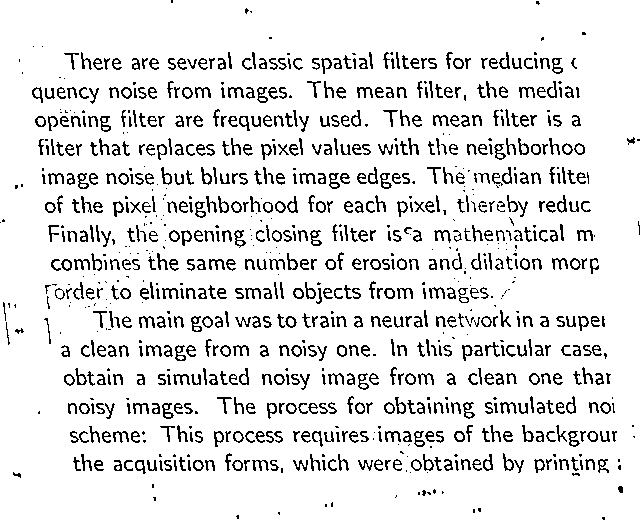 There are several classic spatial filters for reducing
quency noise from images. The mean filter, the media
opening filter are frequently used. The mean filter is a
filter that replaces the pixel values with the neighborhoo
image noise but blurs the image edges. The median filte
of the pixel neighborhood for each pixel, thereby reduc
Finally, the opening closing filter is a mathematical m
combines the same number of erosion and dilation morp
order to eliminate small objects from images.
The main goal was to train a neural network in a super
a clean image from a noisy one. In this particular case,
obtain a simulated noisy image from a clean one than
noisy images. The process for obtaining simulated noi
scheme: This process requires images of the backgrour
the acquisition forms, which were obtained by printing